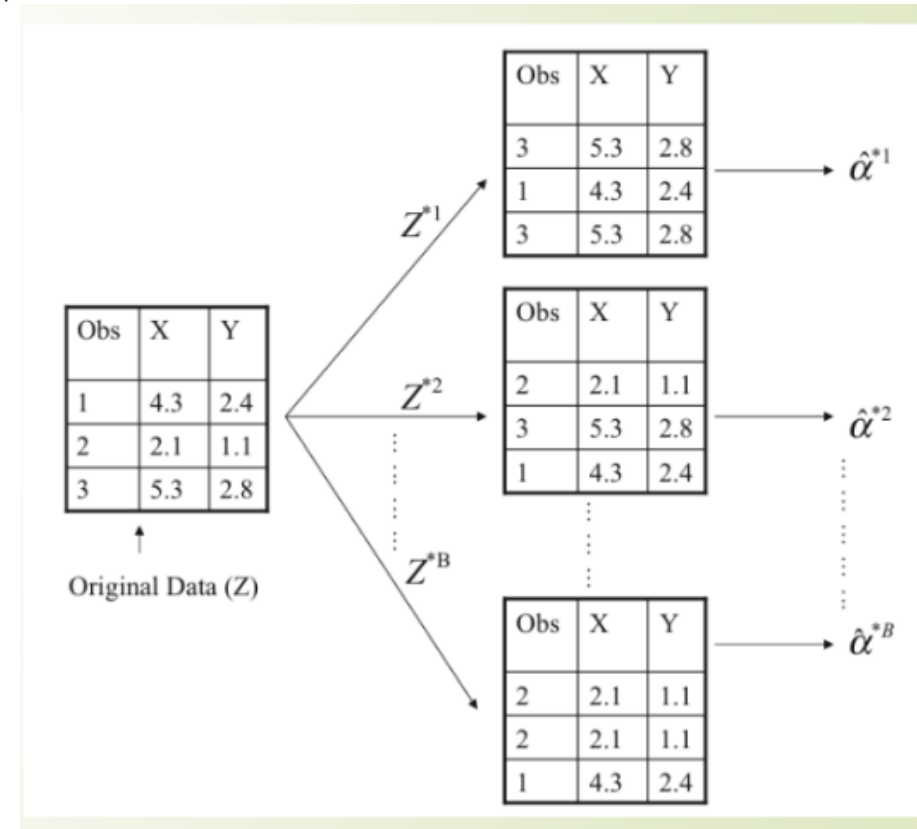 Obs X Y
3 5.3 2.8
1 4.3 2.4
3 5.3 2.8
α̂*1
Z*1
Obs X Y
1 4.3 2.4
2 2.1 1.1
3 5.3 2.8
Original Data (Z)
Z*2
Obs X Y
2 2.1 1.1
3 5.3 2.8
1 4.3 2.4
α̂*2
Z*B
Obs X Y
2 2.1 1.1
2 2.1 1.1
1 4.3 2.4
α̂*B